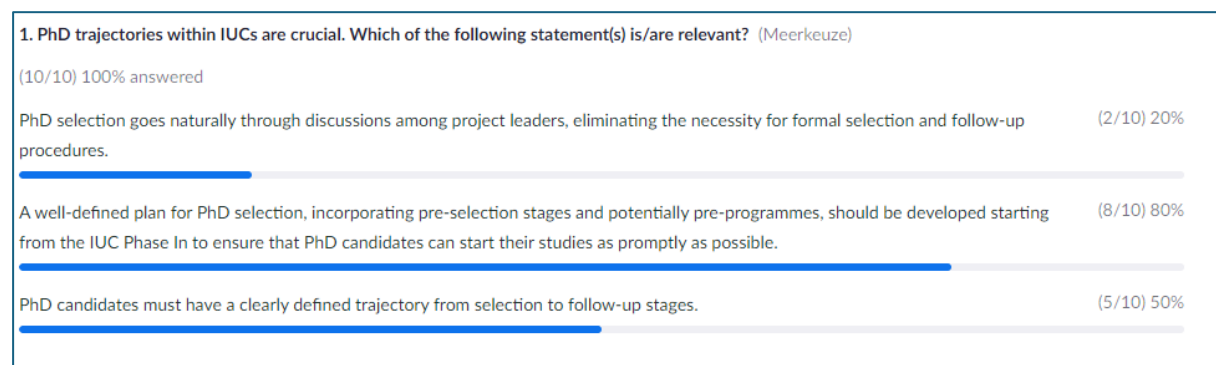 1. PhD trajectories within IUCs are crucial. Which of the following statement(s) is/are relevant? (Meerkeuze)
(10/10) 100% answered
PhD selection goes naturally through discussions among project leaders, eliminating the necessity for formal selection and follow-up (2/10) 20%
procedures.
A well-defined plan for PhD selection, incorporating pre-selection stages and potentially pre-programmes, should be developed starting (8/10) 80%
from the IUC Phase In to ensure that PhD candidates can start their studies as promptly as possible.
PhD candidates must have a clearly defined trajectory from selection to follow-up stages. (5/10) 50%